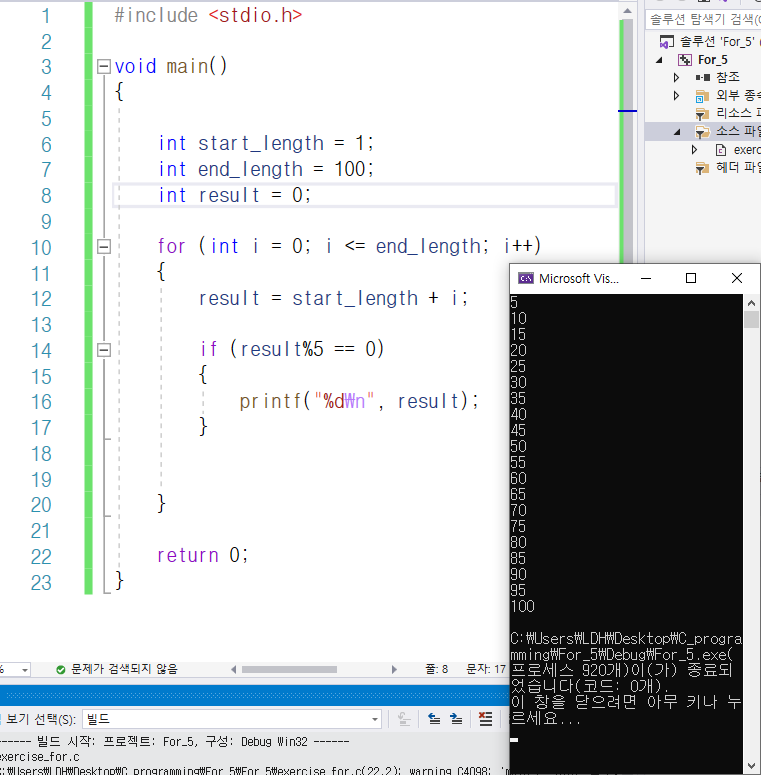 1 #include <stdio.h>
2
3 void main()
4 {
5
6 int start_length = 1;
7 int end_length = 100;
8 int result = 0;
9
10 for (int i = 0; i <= end_length; i++)
11 {
12 result = start_length + i;
13
14 if (result%5 == 0)
15 {
16 printf("%d₩n", result);
17 }
18
19
20 }
21
22 return 0;
23 }
솔루션 탐색기 검색(
솔루션 'For_5' (
For_5
참조
외부 종속
리소스 파
소스 파일
exerc
헤더 파일
Microsoft Vis...
5
10
15
20
25
30
35
40
45
50
55
60
65
70
75
80
85
90
95
100
C:₩Users₩LDH₩Desktop₩C_progra
mming₩For_5₩Debug₩For_5.exe(
프로세스 920개)이(가) 종료되
었습니다(코드: 0개).
이 창을 닫으려면 아무 키나 누
르세요...
% 문제가 검색되지 않음 줄: 8 문자: 17
보기 선택(S): 빌드
------ 빌드 시작: 프로젝트: For_5, 구성: Debug Win32 ------
exercise_for.c
C:₩Users₩LDH₩Desktop₩C_programming₩For_5₩For_5₩exercise_for.c(22,2): warning C4098: